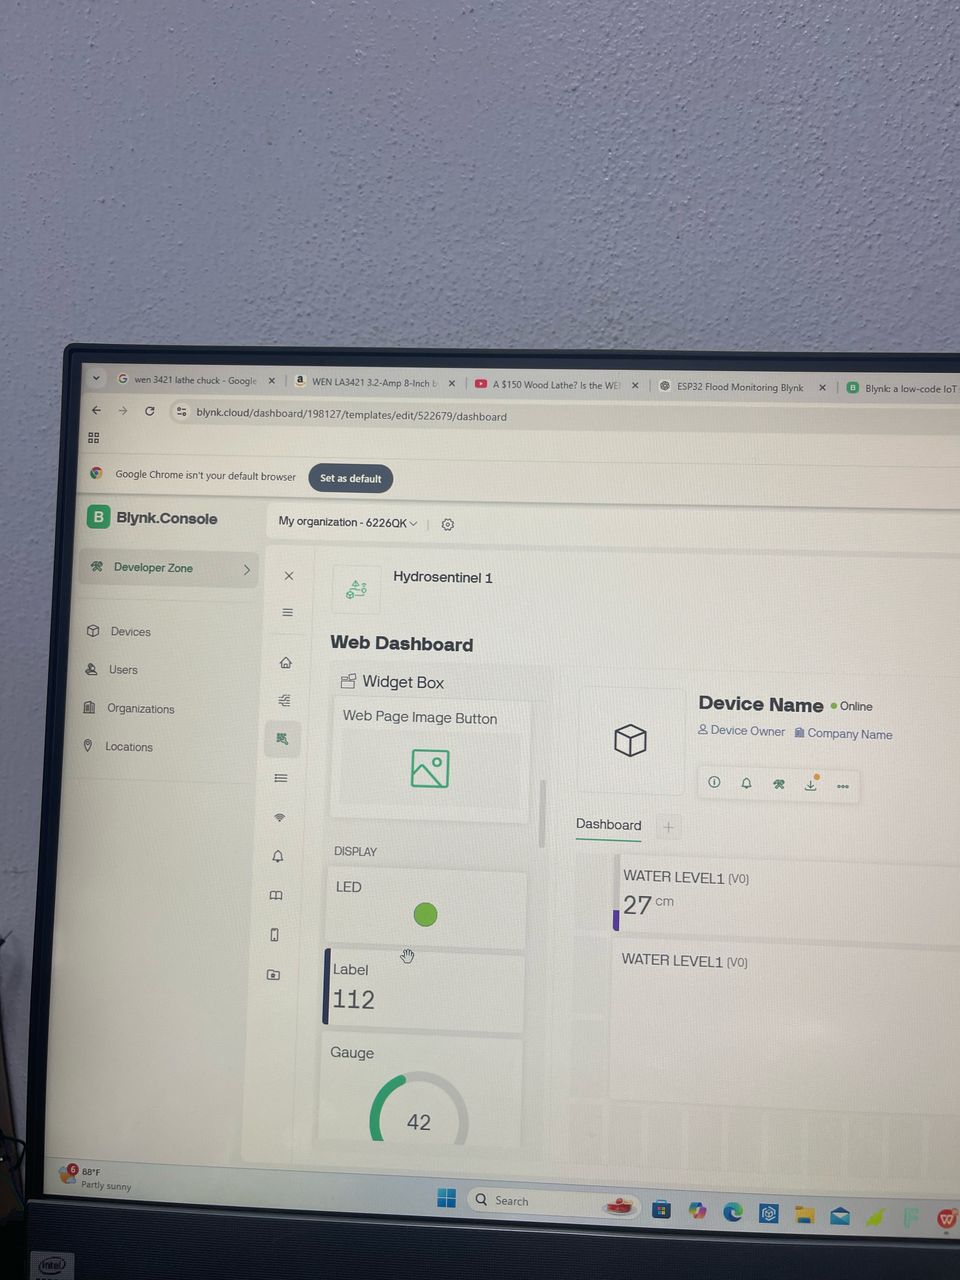 wen 3421 lathe chuck - Google
WEN LA3421 3.2-Amp 8-Inch b
A $150 Wood Lathe? Is the WE
ESP32 Flood Monitoring Blynk
Blynk: a low-code IoT
blynk.cloud/dashboard/198127/templates/edit/522679/dashboard
Google Chrome isn't your default browser
Set as default
B Blynk.Console
My organization - 6226QK
Developer Zone
Hydrosentinel 1
Devices
Users
Organizations
Locations
Web Dashboard
Widget Box
Web Page Image Button
Device Name Online
Device Owner Company Name
Dashboard
DISPLAY
LED
Label
112
Gauge
42
WATER LEVEL1 (V0)
27 cm
WATER LEVEL1 (V0)
6
88°F
Partly sunny
Search
intel